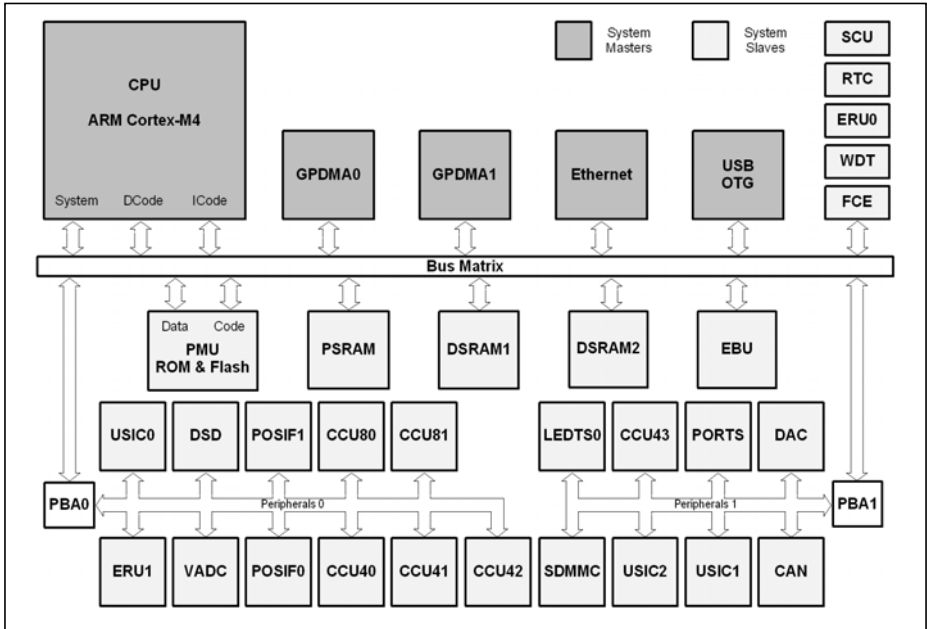 System
Masters
System
Slaves
SCU
RTC
ERU0
WDT
FCE
CPU
ARM Cortex-M4
System DCode ICode
GPDMA0
GPDMA1
Ethernet
USB
OTG
Bus Matrix
Data Code
PMU
ROM & Flash
PSRAM
DSRAM1
DSRAM2
EBU
USIC0
DSD
POSIF1
CCU80
CCU81
LEDTS0
CCU43
PORTS
DAC
PBA0
Peripherals 0
Peripherals 1
PBA1
ERU1
VADC
POSIF0
CCU40
CCU41
CCU42
SDMMC
USIC2
USIC1
CAN